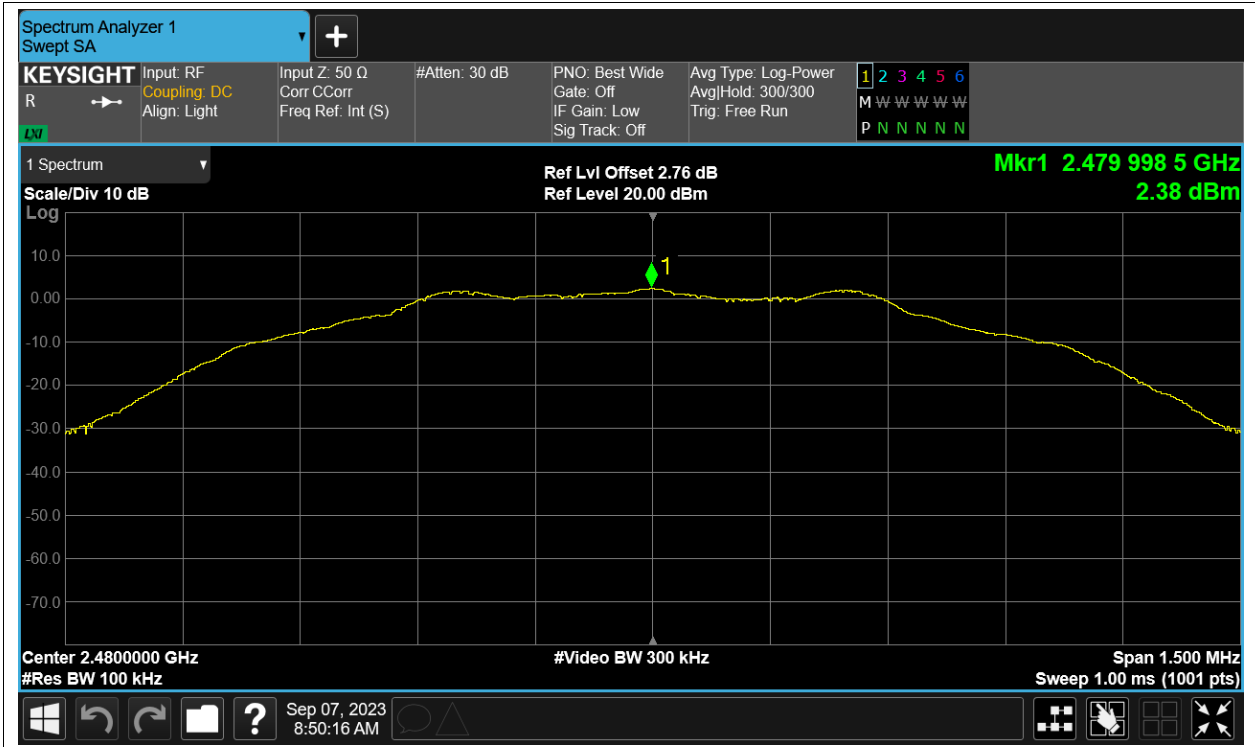 Spectrum Analyzer 1
Swept SA
+
KEYSIGHT
R
LXI
Input: RF
Coupling: DC
Align: Light
Input Z: 50 Ω
Corr CCorr
Freq Ref: Int (S)
#Atten: 30 dB
PNO: Best Wide
Gate: Off
IF Gain: Low
Sig Track: Off
Avg Type: Log-Power
Avg|Hold: 300/300
Trig: Free Run
1 2 3 4 5 6
M W W W W W
P N N N N N
1 Spectrum
Scale/Div 10 dB
Log
Ref Lvl Offset 2.76 dB
Ref Level 20.00 dBm
Mkr1 2.479 998 5 GHz
2.38 dBm
1
10.0
0.00
-10.0
-20.0
-30.0
-40.0
-50.0
-60.0
-70.0
Center 2.4800000 GHz
#Video BW 300 kHz
Span 1.500 MHz
#Res BW 100 kHz
Sweep 1.00 ms (1001 pts)
?
Sep 07, 2023
8:50:16 AM